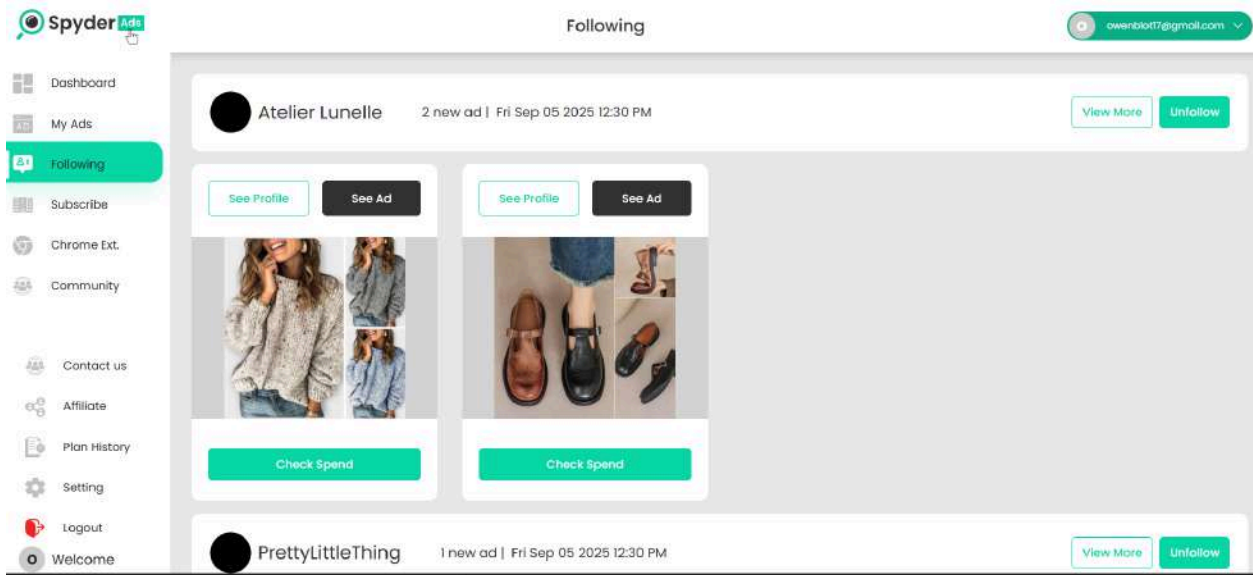 Spyder Ads
Following
owenblot17@gmail.com
Dashboard
My Ads
Following
Subscribe
Chrome Ext.
Community
Contact us
Affiliate
Plan History
Setting
Logout
O Welcome
Atelier Lunelle 2 new ad | Fri Sep 05 2025 12:30 PM
View More Unfollow
See Profile See Ad
See Profile See Ad
Check Spend
Check Spend
PrettyLittleThing 1 new ad | Fri Sep 05 2025 12:30 PM
View More Unfollow